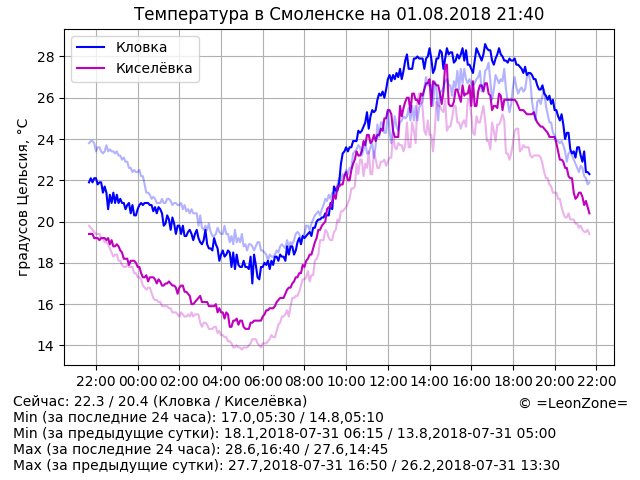 Температура в Смоленске на 01.08.2018 21:40
Кловка
Киселёвка
градусов Цельсия, °C
28
26
24
22
20
18
16
14
22:00 00:00 02:00 04:00 06:00 08:00 10:00 12:00 14:00 16:00 18:00 20:00 22:00
Сейчас: 22.3 / 20.4 (Кловка / Киселёвка)
© =LeonZone=
Min (за последние 24 часа): 17.0,05:30 / 14.8,05:10
Min (за предыдущие сутки): 18.1,2018-07-31 06:15 / 13.8,2018-07-31 05:00
Max (за последние 24 часа): 28.6,16:40 / 27.6,14:45
Max (за предыдущие сутки): 27.7,2018-07-31 16:50 / 26.2,2018-07-31 13:30